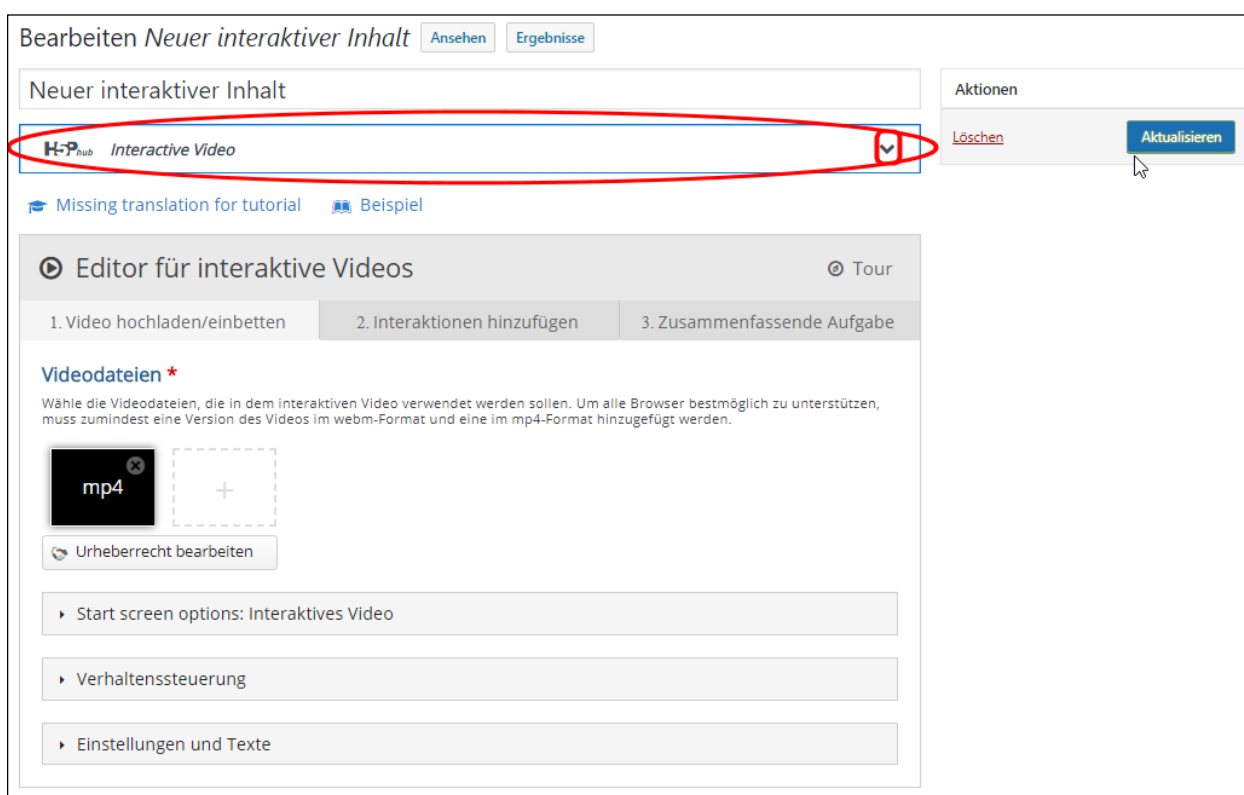 Bearbeiten Neuer interaktiver Inhalt Ansehen Ergebnisse
Neuer interaktiver Inhalt
H5Phub Interactive Video
Missing translation for tutorial Beispiel
Aktionen
Löschen Aktualisieren
Editor für interaktive Videos Tour
1. Video hochladen/einbetten 2. Interaktionen hinzufügen 3. Zusammenfassende Aufgabe
Videodateien *
Wähle die Videodateien, die in dem interaktiven Video verwendet werden sollen. Um alle Browser bestmöglich zu unterstützen,
muss zumindest eine Version des Videos im webm-Format und eine im mp4-Format hinzugefügt werden.
mp4 +
Urheberrecht bearbeiten
Start screen options: Interaktives Video
Verhaltenssteuerung
Einstellungen und Texte